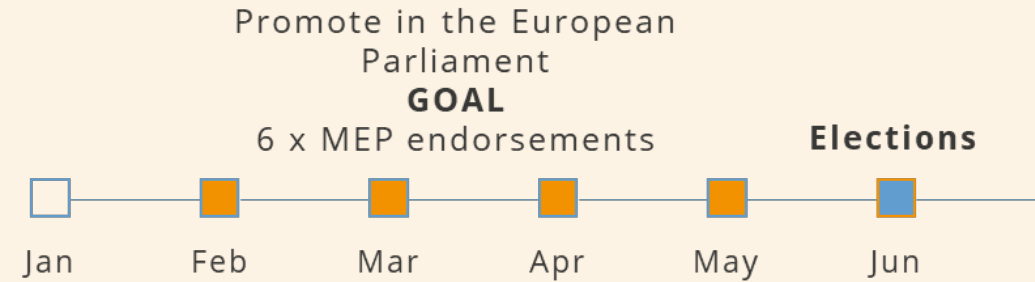 Promote in the European
Parliament
GOAL
6 x MEP endorsements
Elections
Jan Feb Mar Apr May Jun